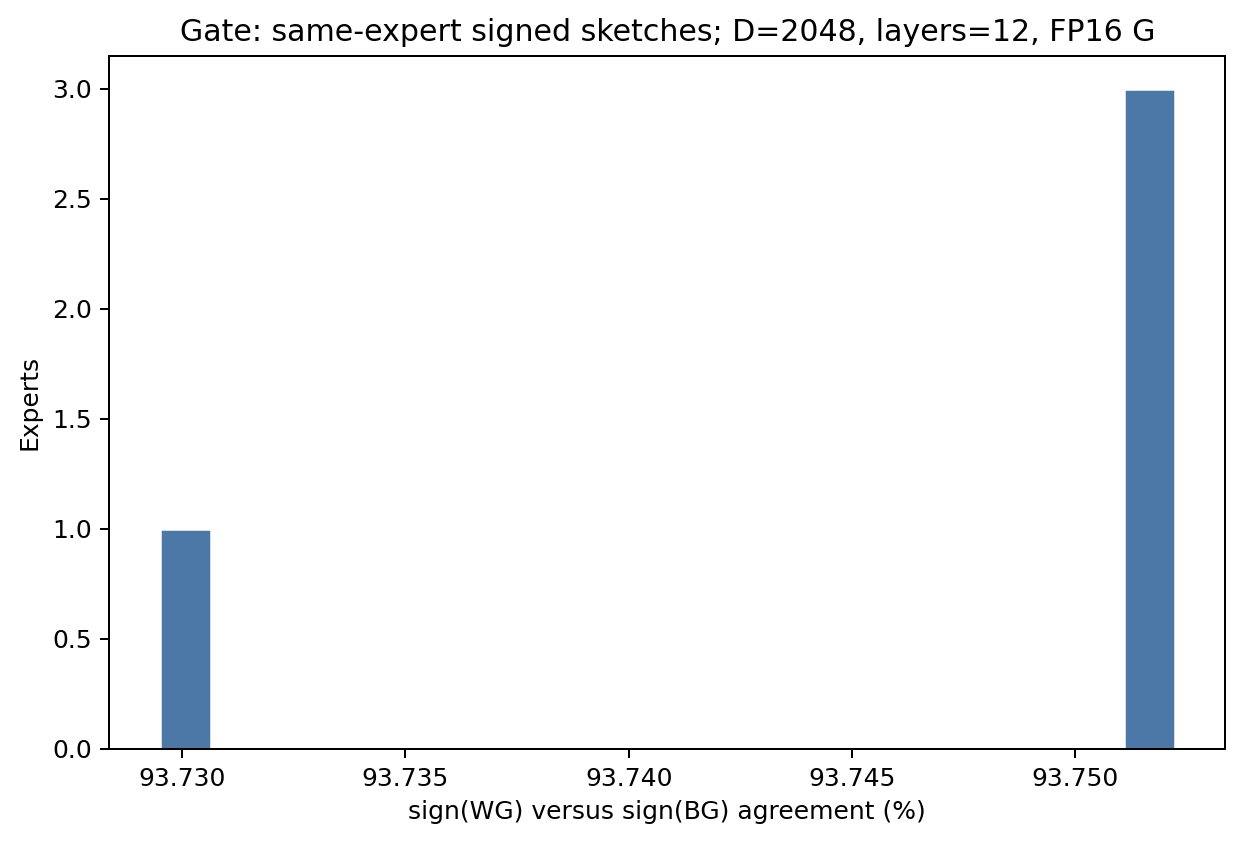 Gate: same-expert signed sketches; D=2048, layers=12, FP16 G
3.0
2.5
2.0
1.5
1.0
0.5
0.0
Experts
93.730 93.735 93.740 93.745 93.750
sign(WG) versus sign(BG) agreement (%)